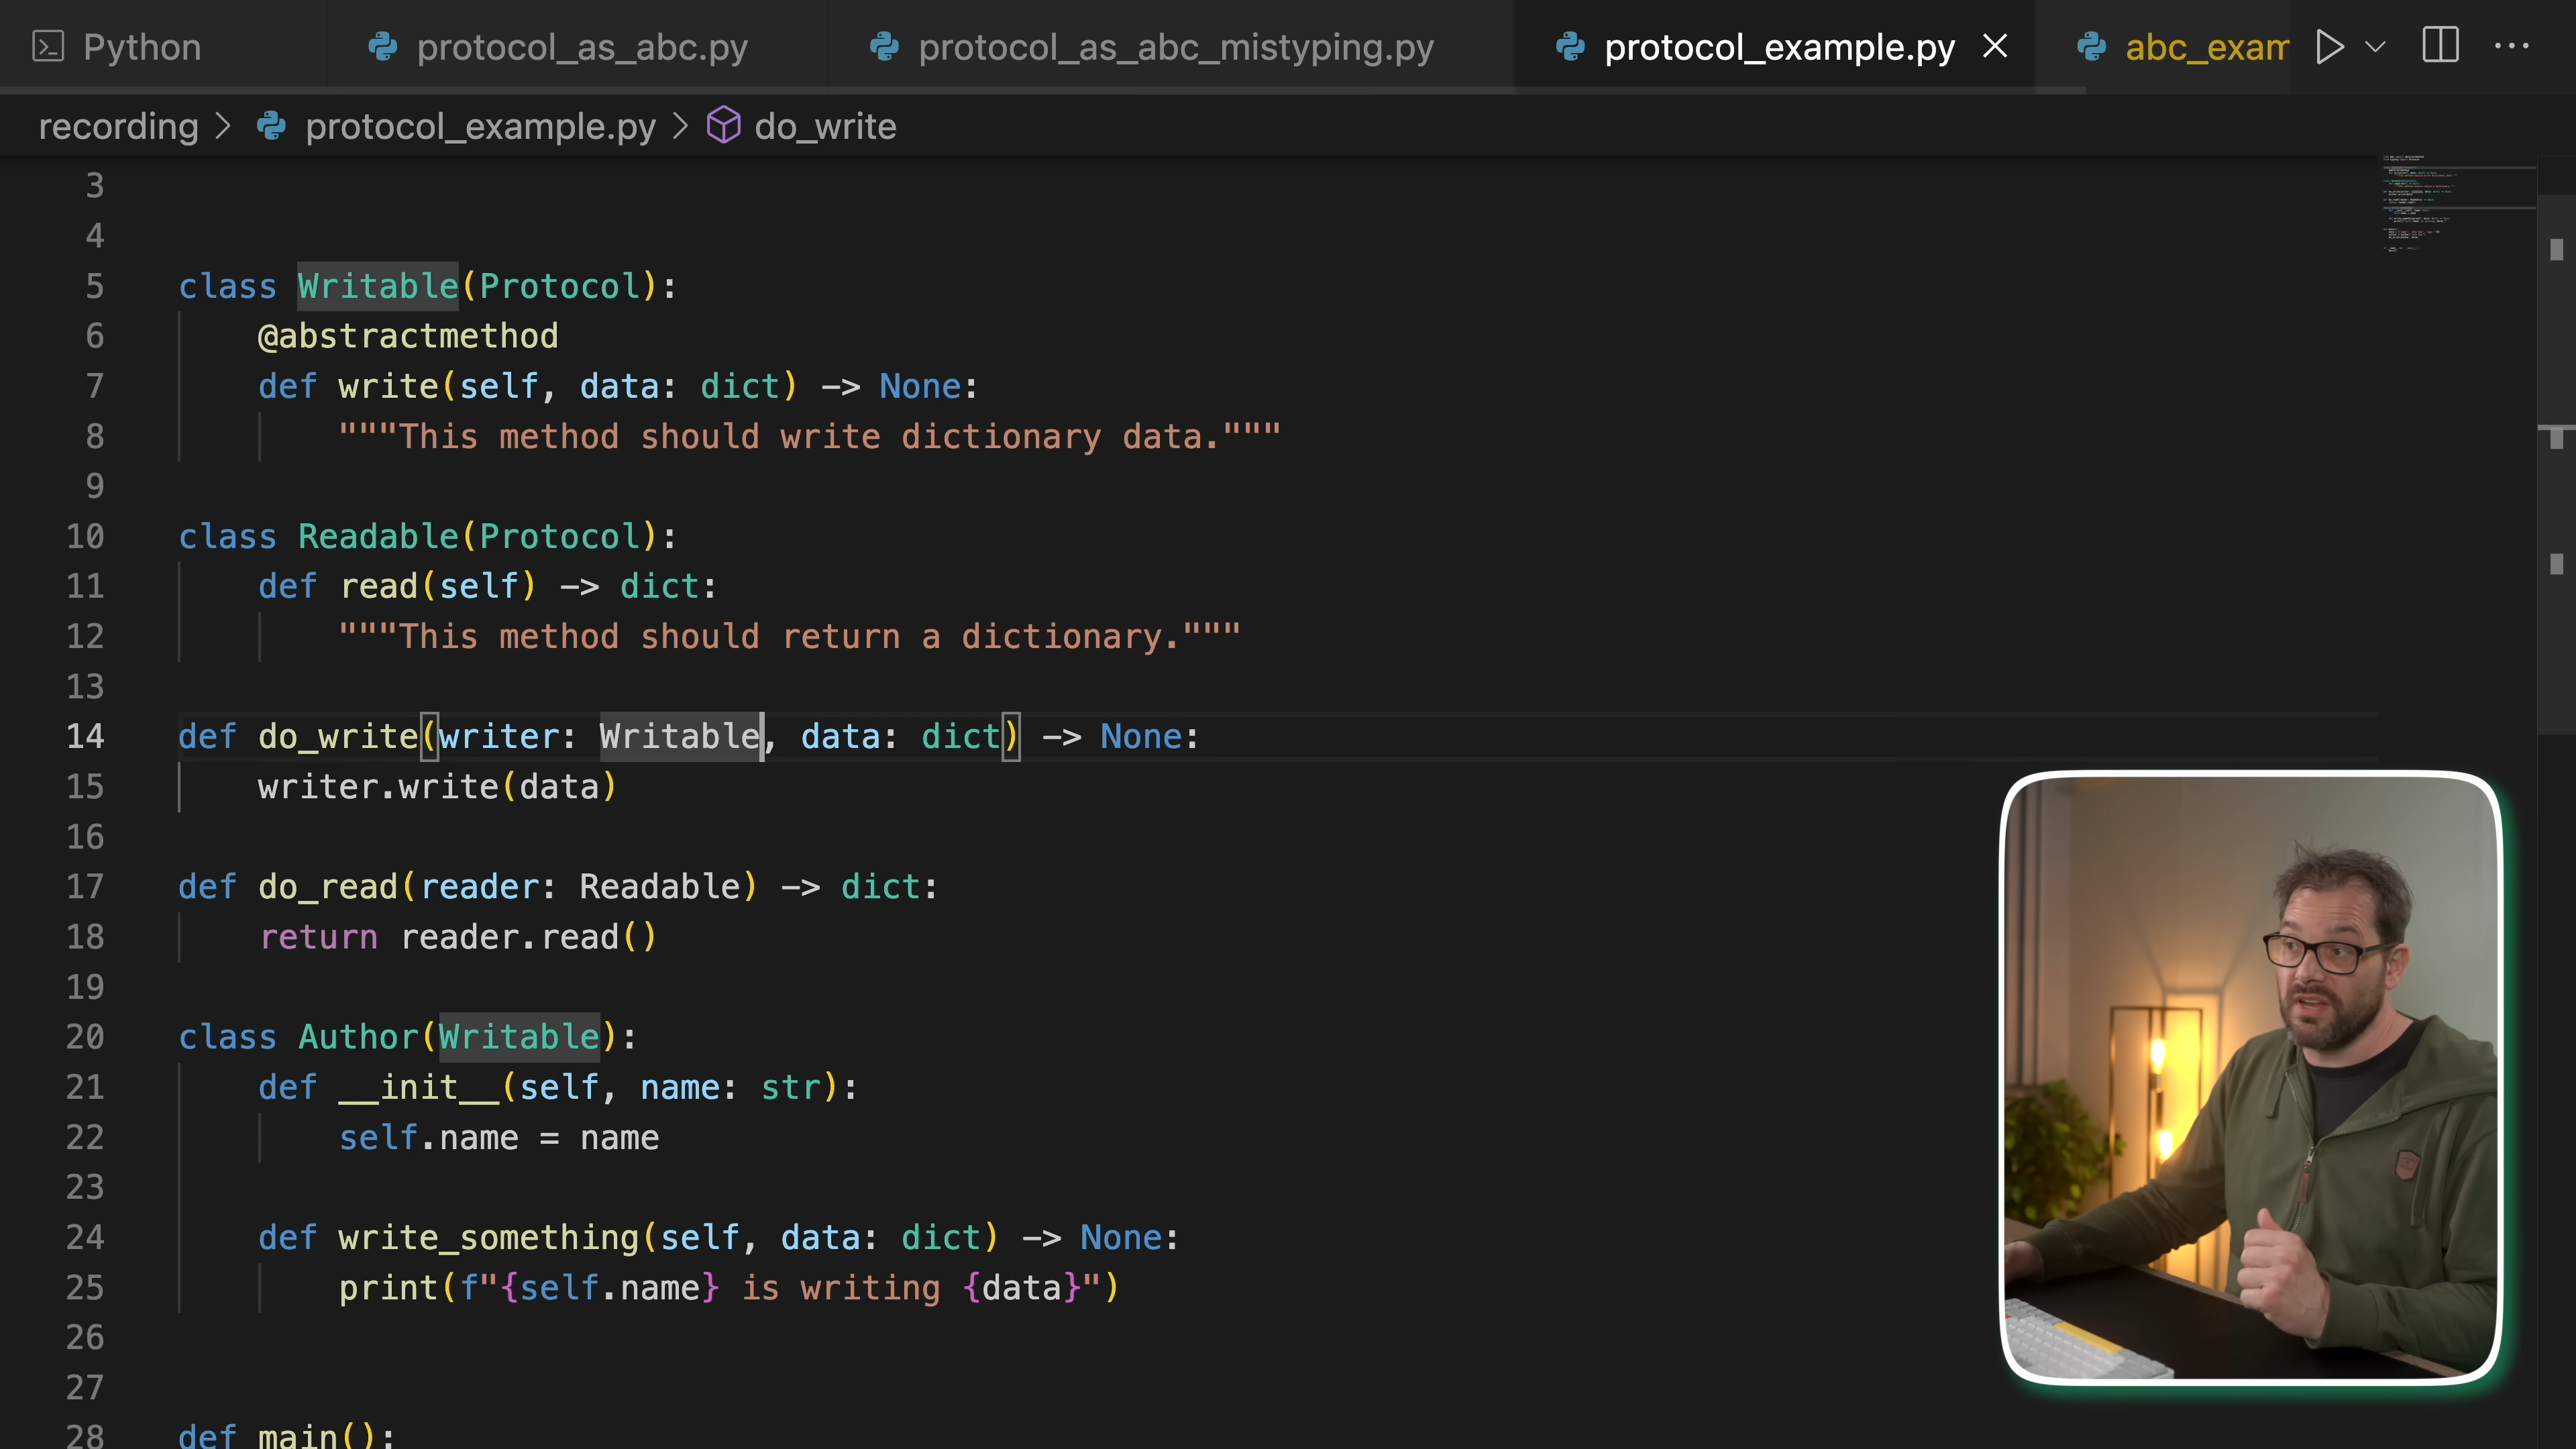 Python protocol_as_abc.py protocol_as_abc_mistyping.py protocol_example.py abc_exam
recording > protocol_example.py > do_write
3
4
5 class Writable(Protocol):
6 @abstractmethod
7 def write(self, data: dict) -> None:
8 """This method should write dictionary data."""
9
10 class Readable(Protocol):
11 def read(self) -> dict:
12 """This method should return a dictionary."""
13
14 def do_write(writer: Writable, data: dict) -> None:
15 writer.write(data)
16
17 def do_read(reader: Readable) -> dict:
18 return reader.read()
19
20 class Author(Writable):
21 def __init__(self, name: str):
22 self.name = name
23
24 def write_something(self, data: dict) -> None:
25 print(f"{self.name} is writing {data}")
26
27
28 def main():